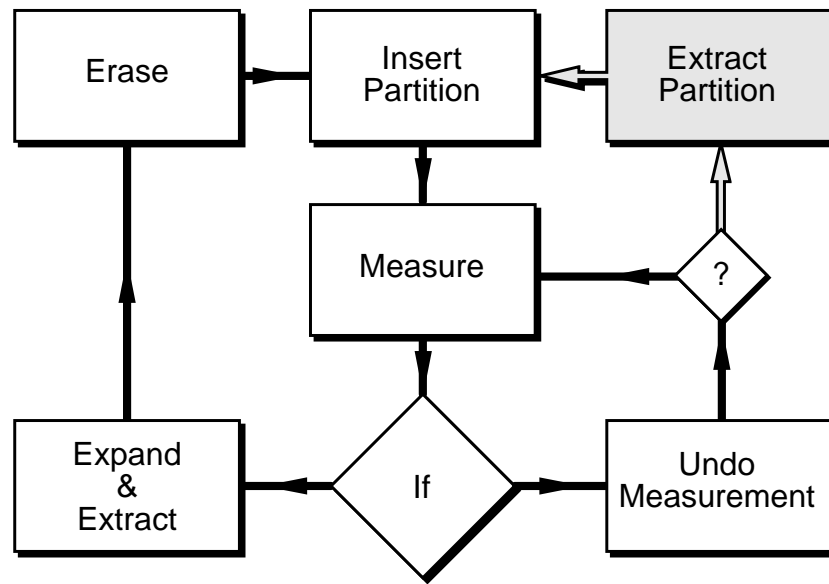 Erase
Insert
Partition
Extract
Partition
Measure
?
Expand
&
Extract
If
Undo
Measurement